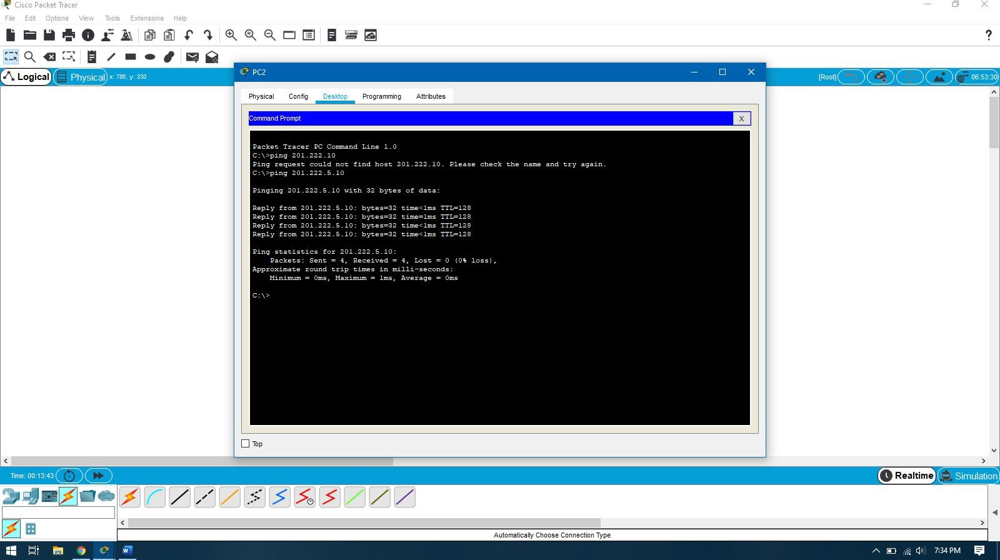 Cisco Packet Tracer
File Edit Options View Tools Extensions Help
?
Logical Physical x: 786, y: 330
[Root] 06:53:30
PC2
Physical Config Desktop Programming Attributes
Command Prompt
X
Packet Tracer PC Command Line 1.0
C:\>ping 201.222.10
Ping request could not find host 201.222.10. Please check the name and try again.
C:\>ping 201.222.5.10
Pinging 201.222.5.10 with 32 bytes of data:
Reply from 201.222.5.10: bytes=32 time<1ms TTL=128
Reply from 201.222.5.10: bytes=32 time=1ms TTL=128
Reply from 201.222.5.10: bytes=32 time<1ms TTL=128
Reply from 201.222.5.10: bytes=32 time<1ms TTL=128
Ping statistics for 201.222.5.10:
Packets: Sent = 4, Received = 4, Lost = 0 (0% loss),
Approximate round trip times in milli-seconds:
Minimum = 0ms, Maximum = 1ms, Average = 0ms
C:\>
Top
Time: 00:13:43
Realtime Simulation
Automatically Choose Connection Type
7:34 PM